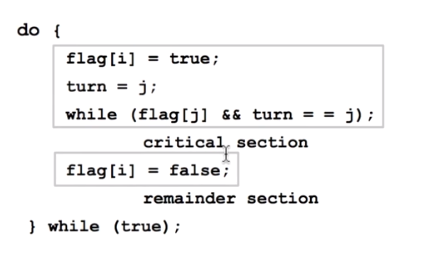 do {
flag[i] = true;
turn = j;
while (flag[j] && turn = = j);
critical section
flag[i] = false;
remainder section
} while (true);